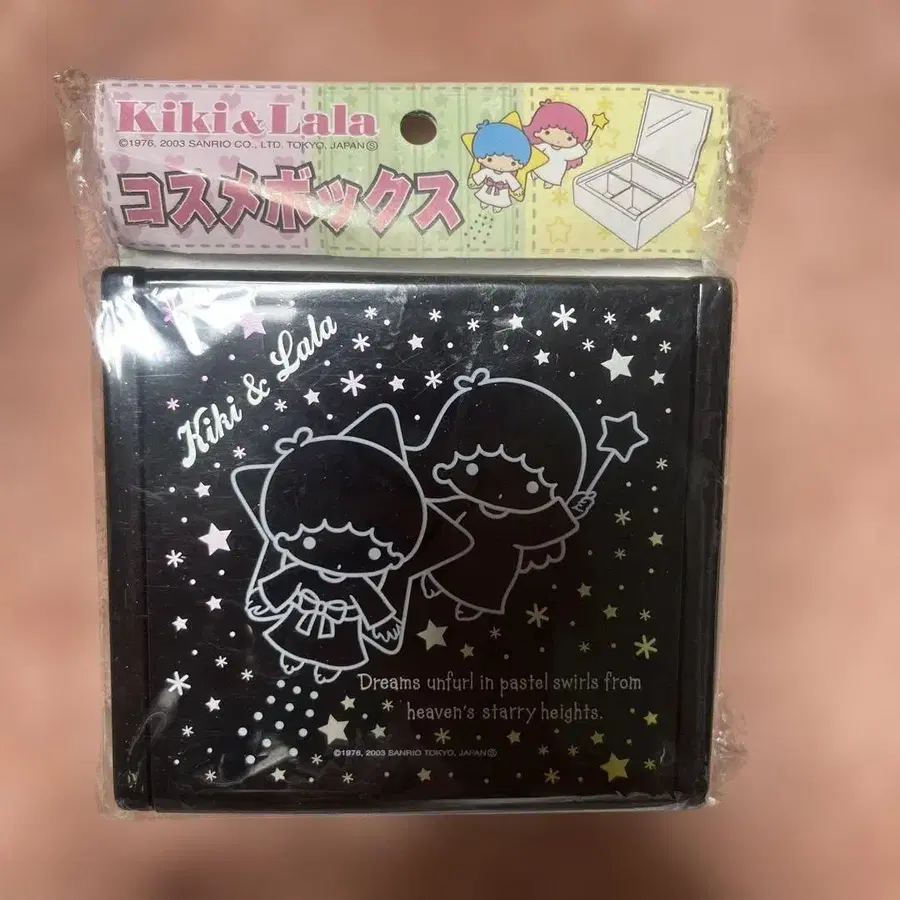 Kiki&Lala
©1976, 2003 SANRIO CO., LTD. TOKYO, JAPAN Ⓢ
コスメボックス
Kiki & Lala
Dreams unfurl in pastel swirls from
heaven's starry heights.
©1976, 2003 SANRIO TOKYO, JAPAN Ⓢ